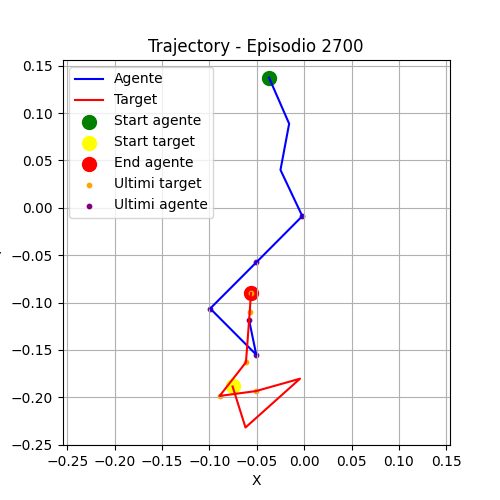 Trajectory - Episodio 2700
0.15
0.10
0.05
0.00
−0.05
−0.10
−0.15
−0.20
−0.25
Agente
Target
Start agente
Start target
End agente
Ultimi target
Ultimi agente
−0.25 −0.20 −0.15 −0.10 −0.05 0.00 0.05 0.10 0.15
X